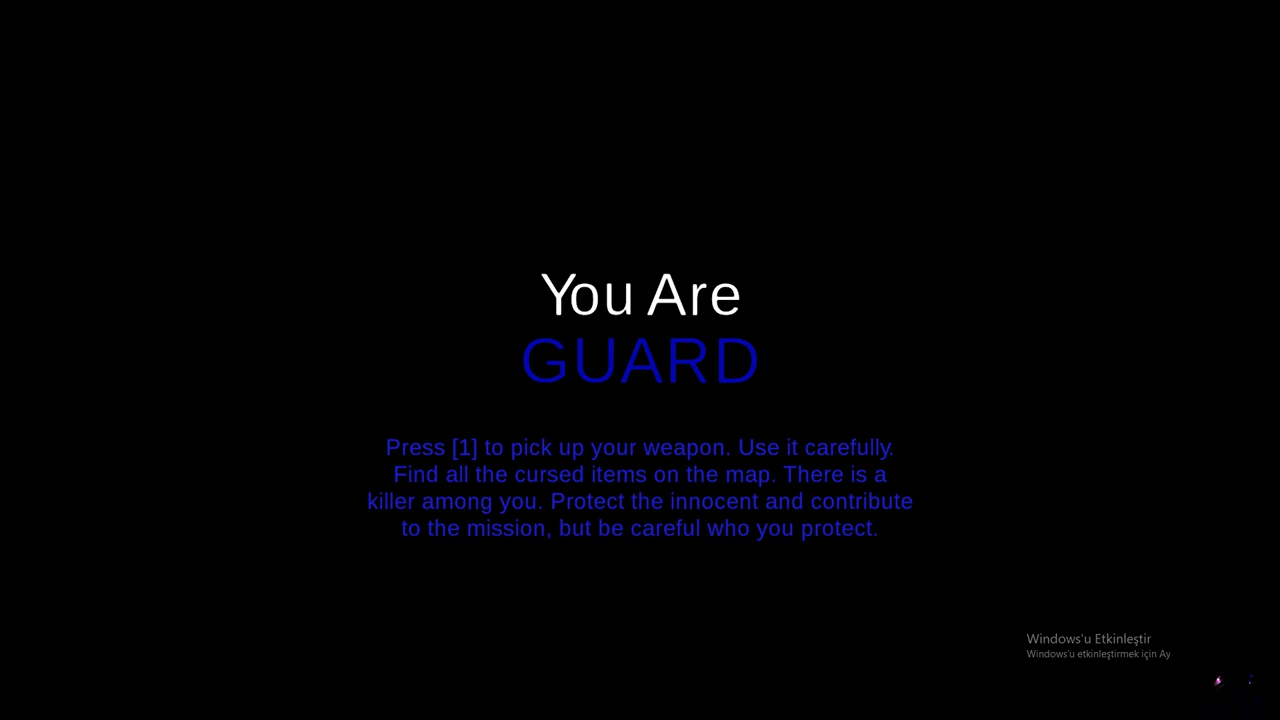 You Are
GUARD
Press [1] to pick up your weapon. Use it carefully.
Find all the cursed items on the map. There is a
killer among you. Protect the innocent and contribute
to the mission, but be careful who you protect.
Windows'u Etkinleştir
Windows'u etkinleştirmek için Ay